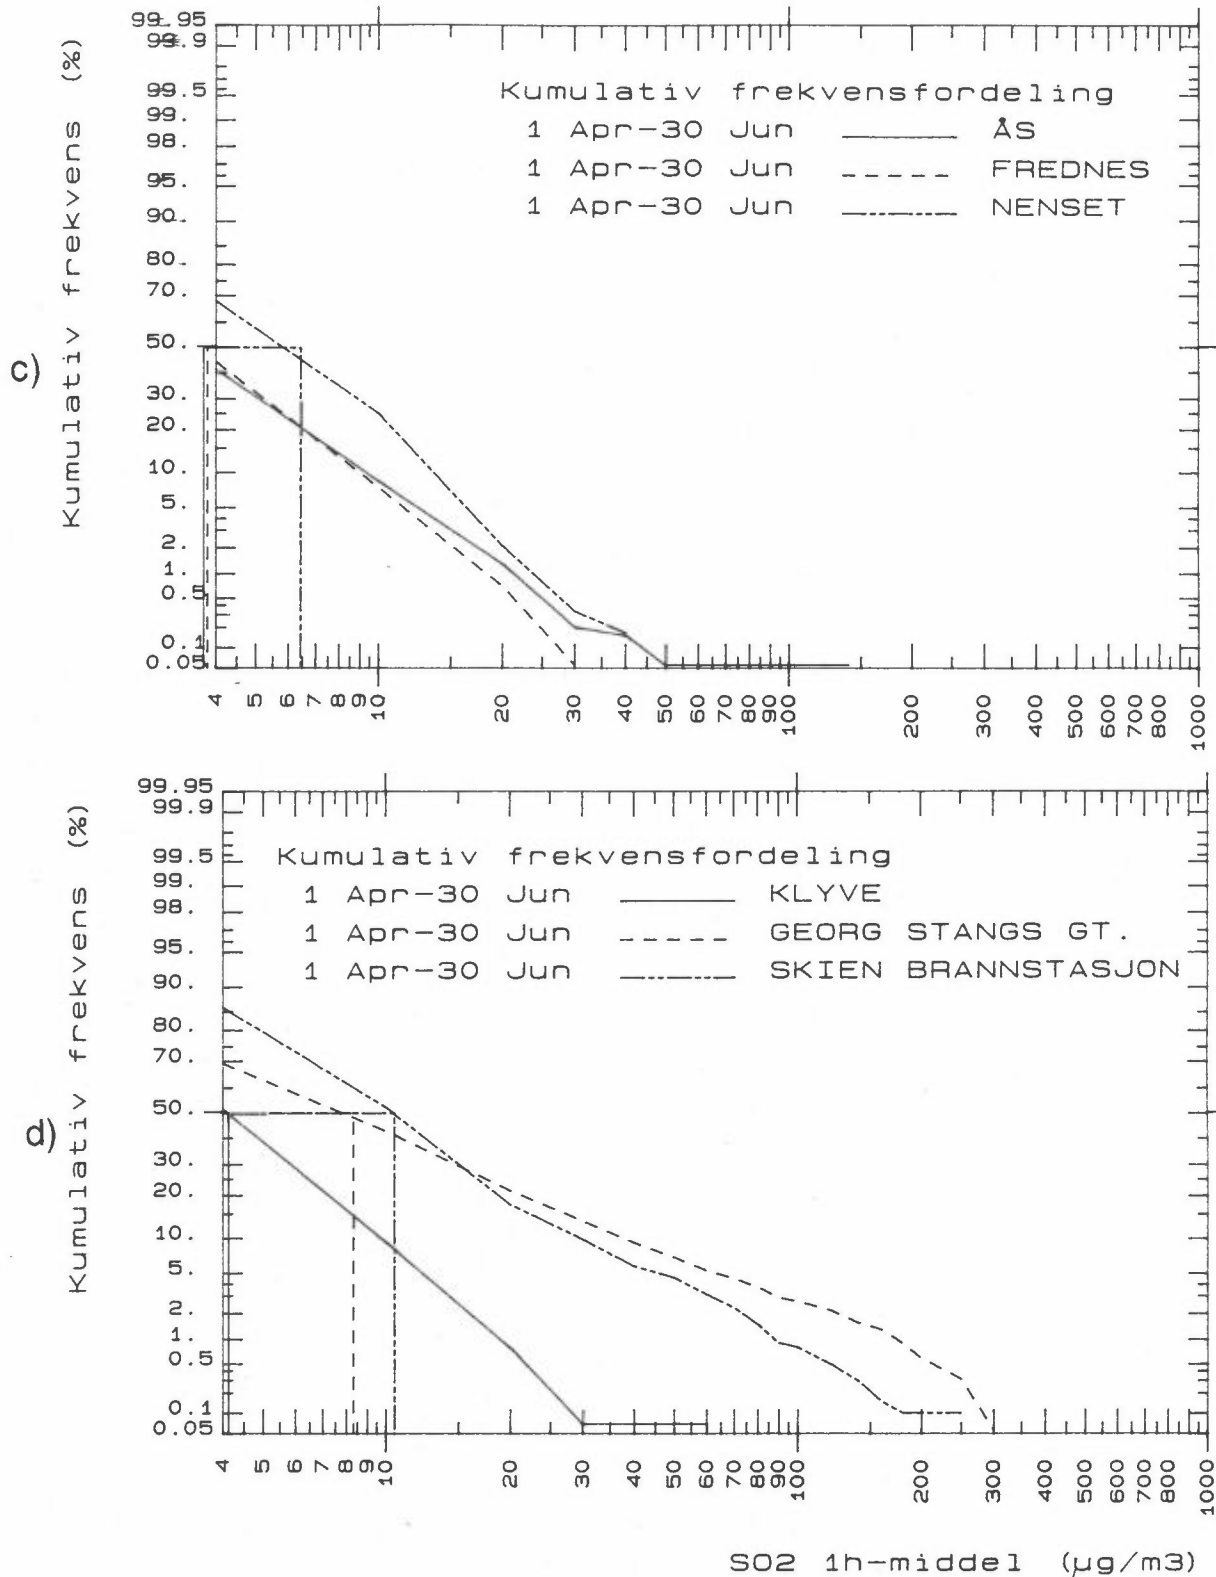 c)
Kumulativ frekvens (%)
99.95
99.9
99.5
99.
98.
95.
90.
80.
70.
50.
30.
20.
10.
5.
2.
1.
0.5
0.1
0.05
Kumulativ frekvensfordeling
1 Apr-30 Jun ÅS
1 Apr-30 Jun FREDNES
1 Apr-30 Jun NENSET
4 5 6 7 8 9 10 20 30 40 50 60 70 80 90 100 200 300 400 500 600 700 800 1000
d)
Kumulativ frekvens (%)
99.95
99.9
99.5
99.
98.
95.
90.
80.
70.
50.
30.
20.
10.
5.
2.
1.
0.5
0.1
0.05
Kumulativ frekvensfordeling
1 Apr-30 Jun KLYVE
1 Apr-30 Jun GEORG STANGS GT.
1 Apr-30 Jun SKIEN BRANNSTASJON
4 5 6 7 8 9 10 20 30 40 50 60 70 80 90 100 200 300 400 500 600 700 800 1000
SO2 1h-middel (µg/m3)